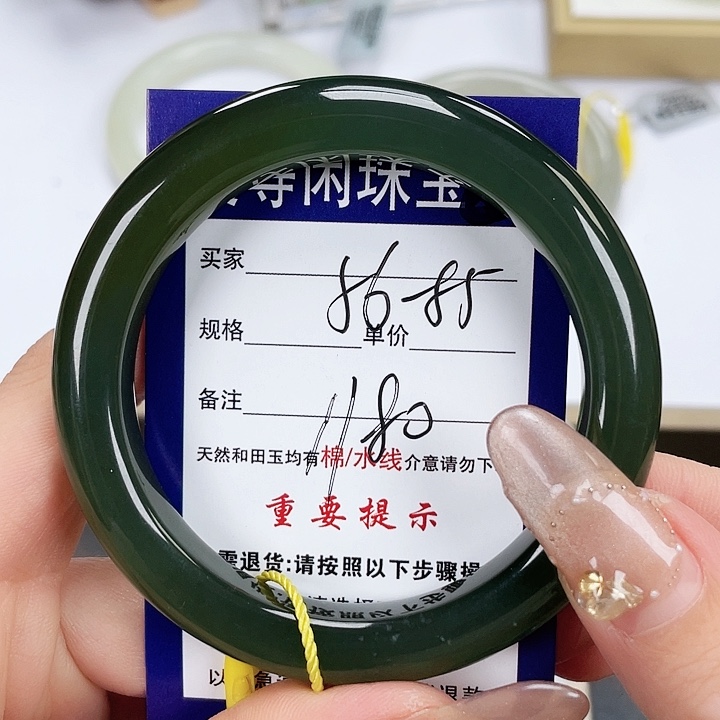 等闲珠宝
买家
86-85
规格 单价
备注
1180
天然和田玉均有棉/水线介意请勿下
重要提示
需退货:请按照以下步骤操